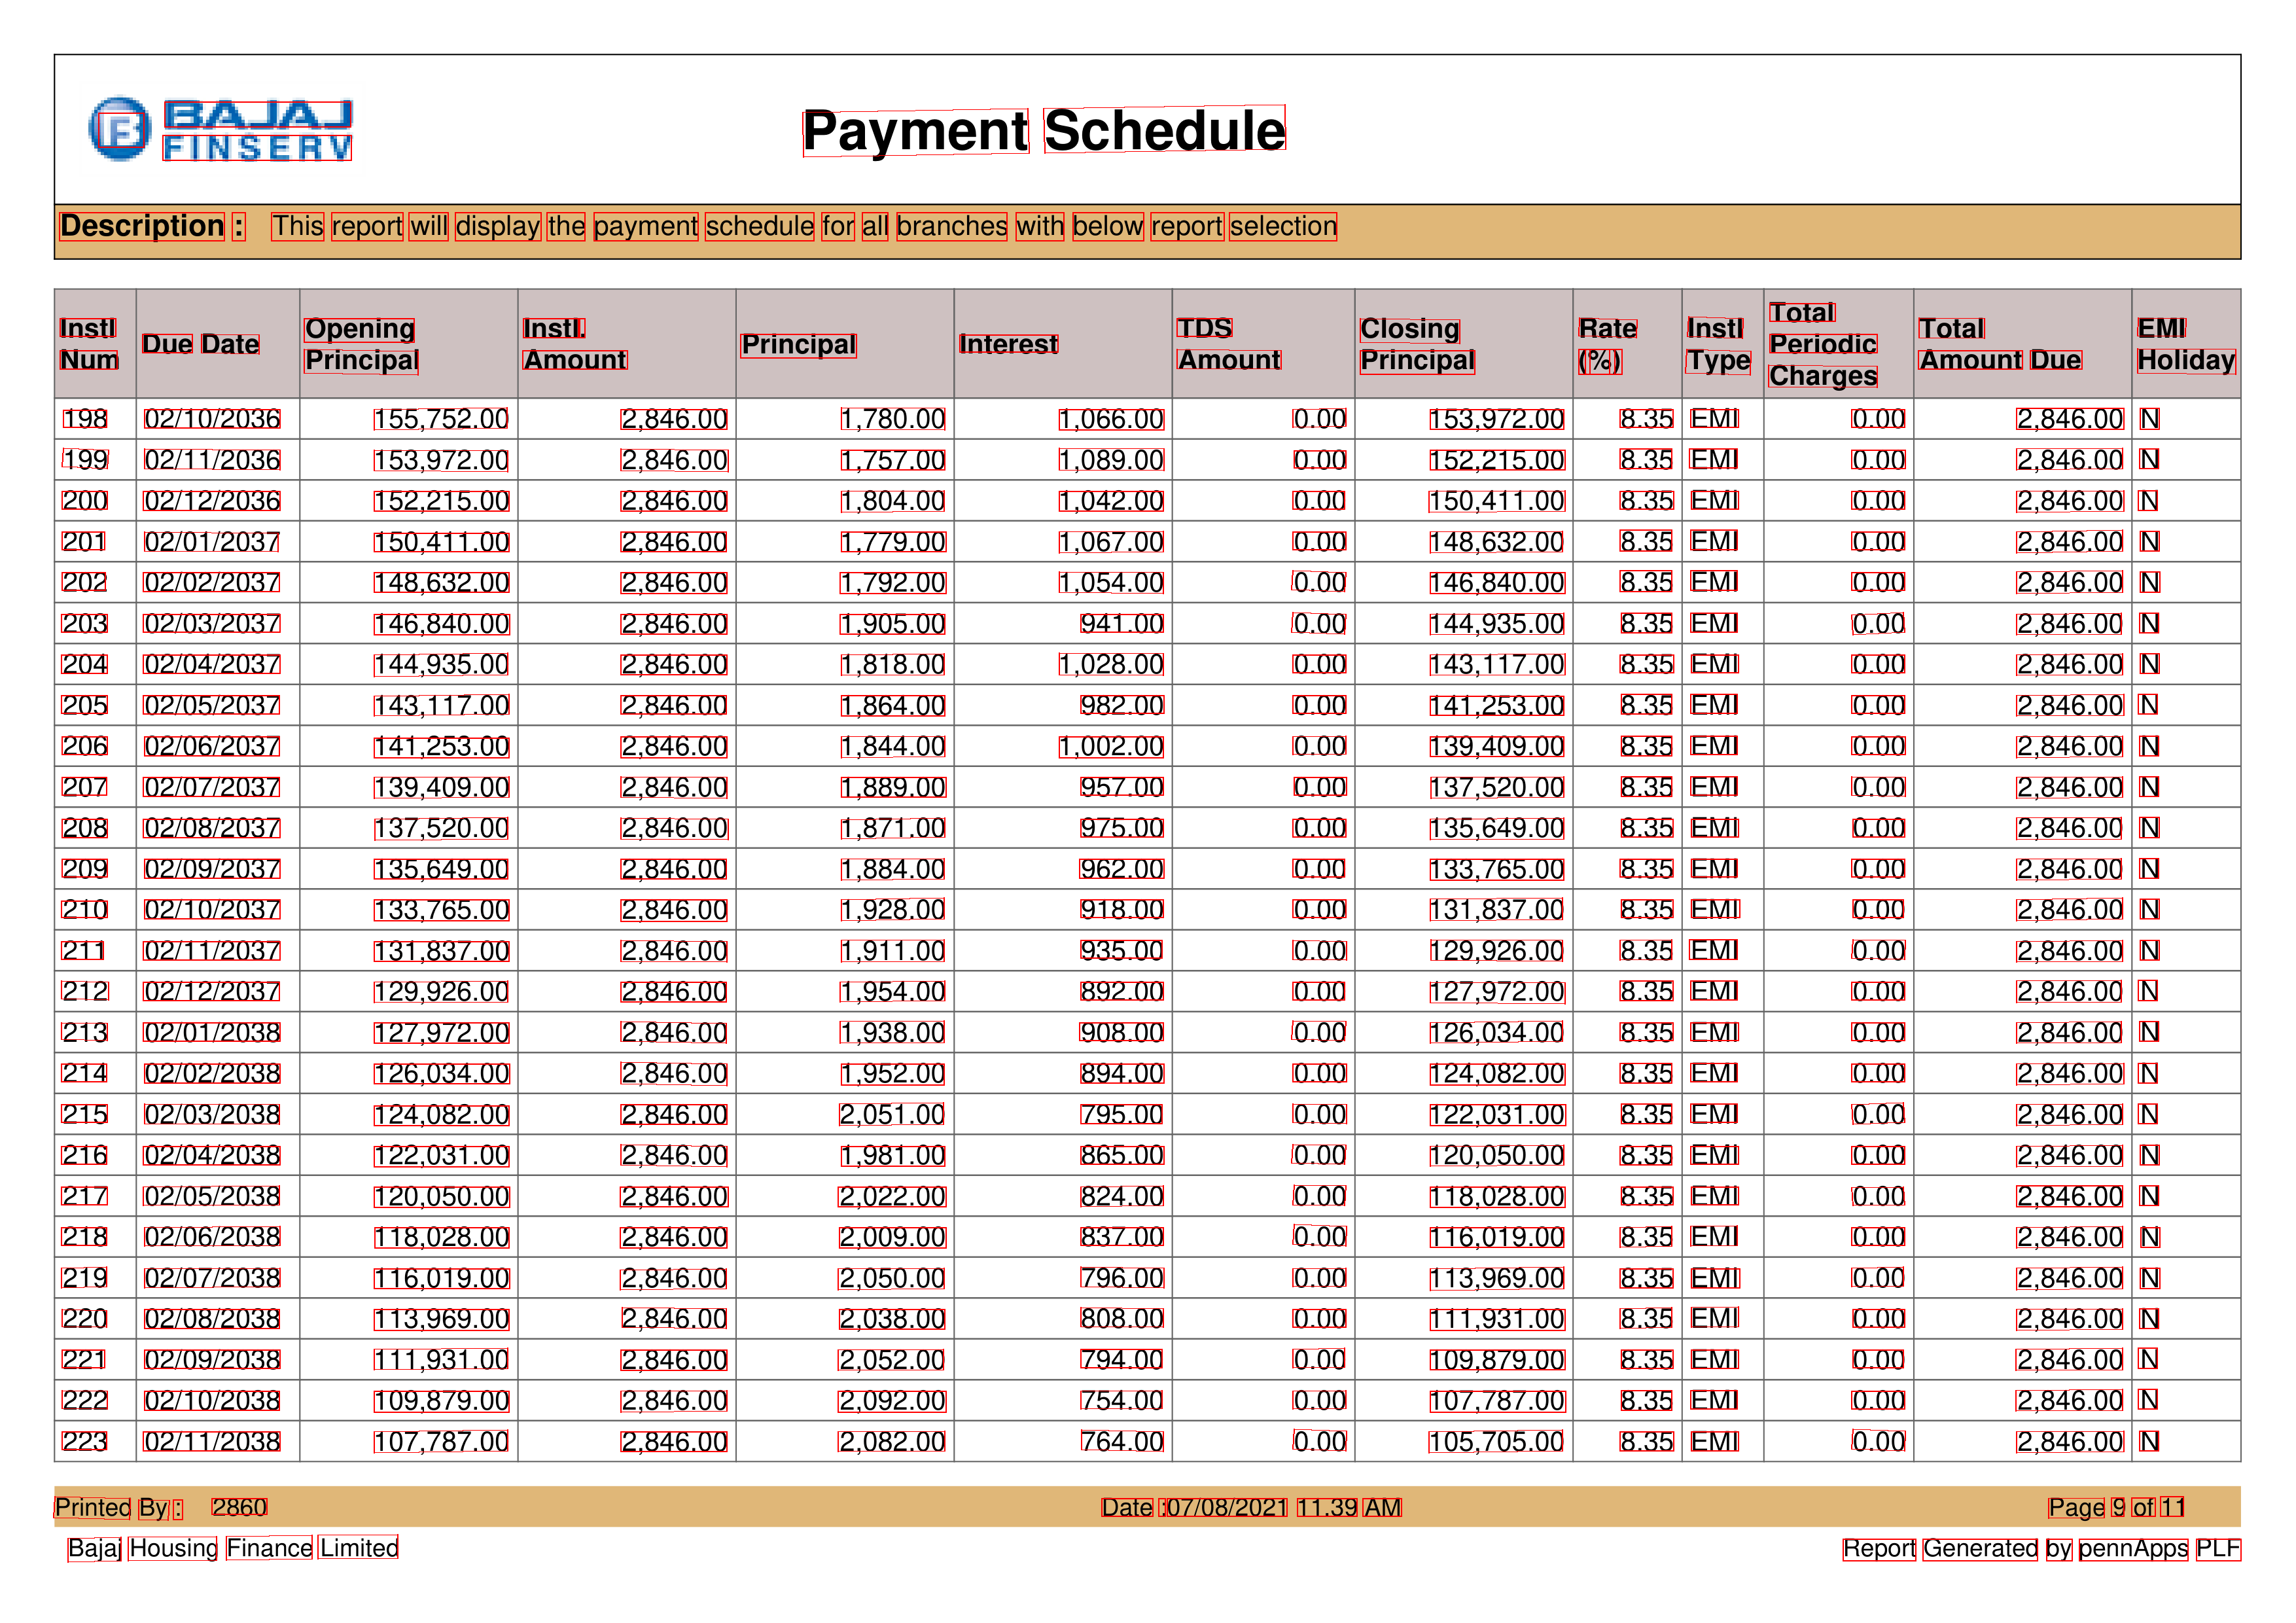 BAJAJ
FINSERV
Payment Schedule
Description : This report will display the payment schedule for all branches with below report selection
Instl Num Due Date Opening Principal Instl. Amount Principal Interest TDS Amount Closing Principal Rate (%) Instl Type Total Periodic Charges Total Amount Due EMI Holiday
198 02/10/2036 155,752.00 2,846.00 1,780.00 1,066.00 0.00 153,972.00 8.35 EMI 0.00 2,846.00 N
199 02/11/2036 153,972.00 2,846.00 1,757.00 1,089.00 0.00 152,215.00 8.35 EMI 0.00 2,846.00 N
200 02/12/2036 152,215.00 2,846.00 1,804.00 1,042.00 0.00 150,411.00 8.35 EMI 0.00 2,846.00 N
201 02/01/2037 150,411.00 2,846.00 1,779.00 1,067.00 0.00 148,632.00 8.35 EMI 0.00 2,846.00 N
202 02/02/2037 148,632.00 2,846.00 1,792.00 1,054.00 0.00 146,840.00 8.35 EMI 0.00 2,846.00 N
203 02/03/2037 146,840.00 2,846.00 1,905.00 941.00 0.00 144,935.00 8.35 EMI 0.00 2,846.00 N
204 02/04/2037 144,935.00 2,846.00 1,818.00 1,028.00 0.00 143,117.00 8.35 EMI 0.00 2,846.00 N
205 02/05/2037 143,117.00 2,846.00 1,864.00 982.00 0.00 141,253.00 8.35 EMI 0.00 2,846.00 N
206 02/06/2037 141,253.00 2,846.00 1,844.00 1,002.00 0.00 139,409.00 8.35 EMI 0.00 2,846.00 N
207 02/07/2037 139,409.00 2,846.00 1,889.00 957.00 0.00 137,520.00 8.35 EMI 0.00 2,846.00 N
208 02/08/2037 137,520.00 2,846.00 1,871.00 975.00 0.00 135,649.00 8.35 EMI 0.00 2,846.00 N
209 02/09/2037 135,649.00 2,846.00 1,884.00 962.00 0.00 133,765.00 8.35 EMI 0.00 2,846.00 N
210 02/10/2037 133,765.00 2,846.00 1,928.00 918.00 0.00 131,837.00 8.35 EMI 0.00 2,846.00 N
211 02/11/2037 131,837.00 2,846.00 1,911.00 935.00 0.00 129,926.00 8.35 EMI 0.00 2,846.00 N
212 02/12/2037 129,926.00 2,846.00 1,954.00 892.00 0.00 127,972.00 8.35 EMI 0.00 2,846.00 N
213 02/01/2038 127,972.00 2,846.00 1,938.00 908.00 0.00 126,034.00 8.35 EMI 0.00 2,846.00 N
214 02/02/2038 126,034.00 2,846.00 1,952.00 894.00 0.00 124,082.00 8.35 EMI 0.00 2,846.00 N
215 02/03/2038 124,082.00 2,846.00 2,051.00 795.00 0.00 122,031.00 8.35 EMI 0.00 2,846.00 N
216 02/04/2038 122,031.00 2,846.00 1,981.00 865.00 0.00 120,050.00 8.35 EMI 0.00 2,846.00 N
217 02/05/2038 120,050.00 2,846.00 2,022.00 824.00 0.00 118,028.00 8.35 EMI 0.00 2,846.00 N
218 02/06/2038 118,028.00 2,846.00 2,009.00 837.00 0.00 116,019.00 8.35 EMI 0.00 2,846.00 N
219 02/07/2038 116,019.00 2,846.00 2,050.00 796.00 0.00 113,969.00 8.35 EMI 0.00 2,846.00 N
220 02/08/2038 113,969.00 2,846.00 2,038.00 808.00 0.00 111,931.00 8.35 EMI 0.00 2,846.00 N
221 02/09/2038 111,931.00 2,846.00 2,052.00 794.00 0.00 109,879.00 8.35 EMI 0.00 2,846.00 N
222 02/10/2038 109,879.00 2,846.00 2,092.00 754.00 0.00 107,787.00 8.35 EMI 0.00 2,846.00 N
223 02/11/2038 107,787.00 2,846.00 2,082.00 764.00 0.00 105,705.00 8.35 EMI 0.00 2,846.00 N
Printed By : 2860 Date :07/08/2021 11.39 AM Page 9 of 11
Bajaj Housing Finance Limited Report Generated by pennApps PLF